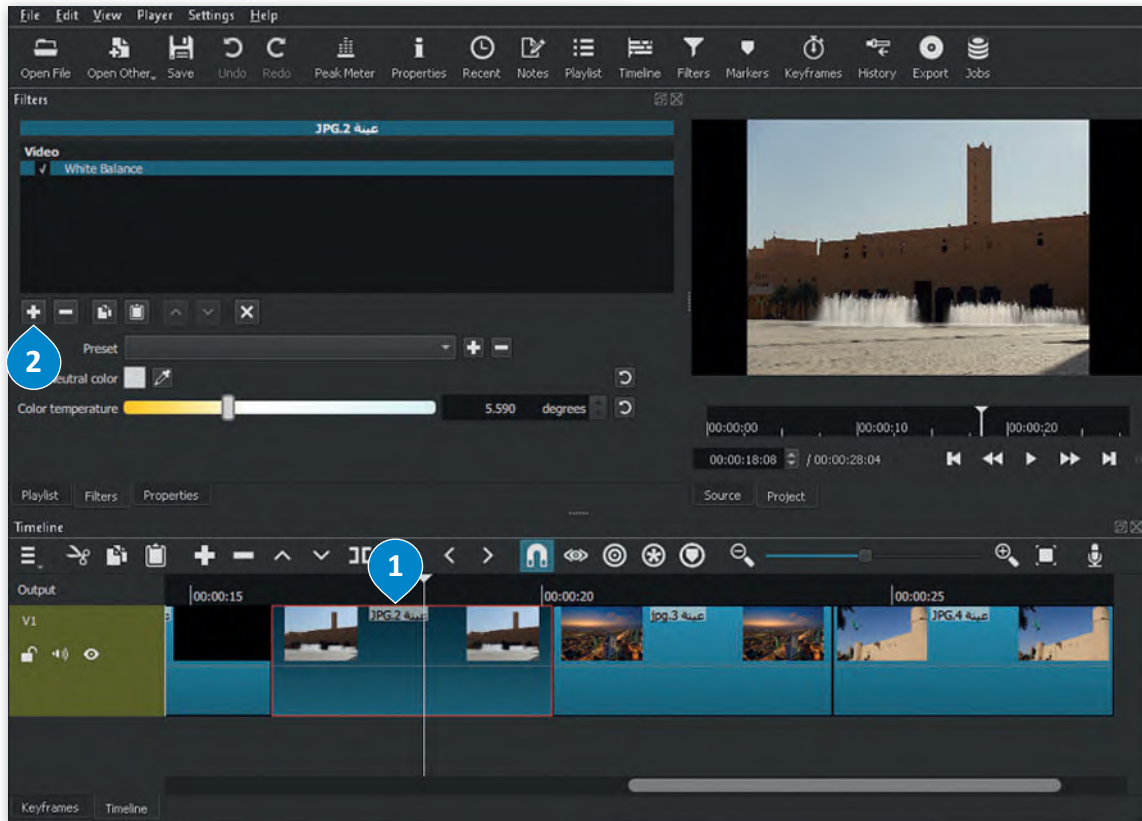 File Edit View Player Settings Help
Open File Open Other Save Undo Redo Peak Meter Properties Recent Notes Playlist Timeline Filters Markers Keyframes History Export Jobs
Filters
عينة 2.JPG
Video
White Balance
2
Preset
eutral color
Color temperature 5.590 degrees
|00:00:00 |00:00:10 |00:00:20
00:00:18:08 / 00:00:28:04
Playlist Filters Properties
Source Project
Timeline
1
Output |00:00:15 |00:00:20 |00:00:25
V1
عينة 2.JPG
عينة 3.jpg
عينة 4.JPG
Keyframes Timeline